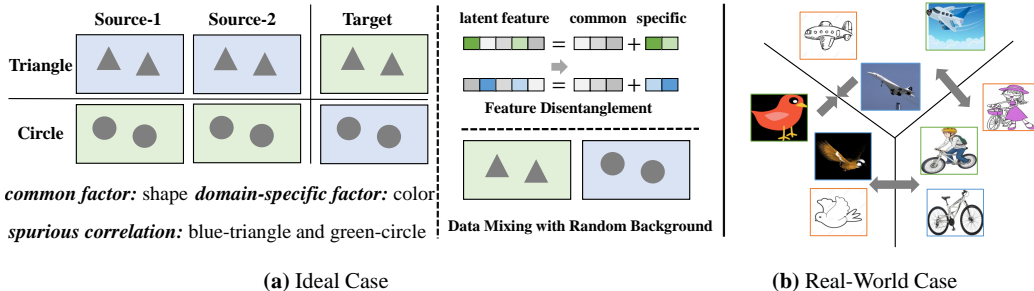 Source-1 Source-2 Target
Triangle
Circle
common factor: shape domain-specific factor: color
spurious correlation: blue-triangle and green-circle
latent feature common specific
= +
= +
Feature Disentanglement
Data Mixing with Random Background
(a) Ideal Case
(b) Real-World Case